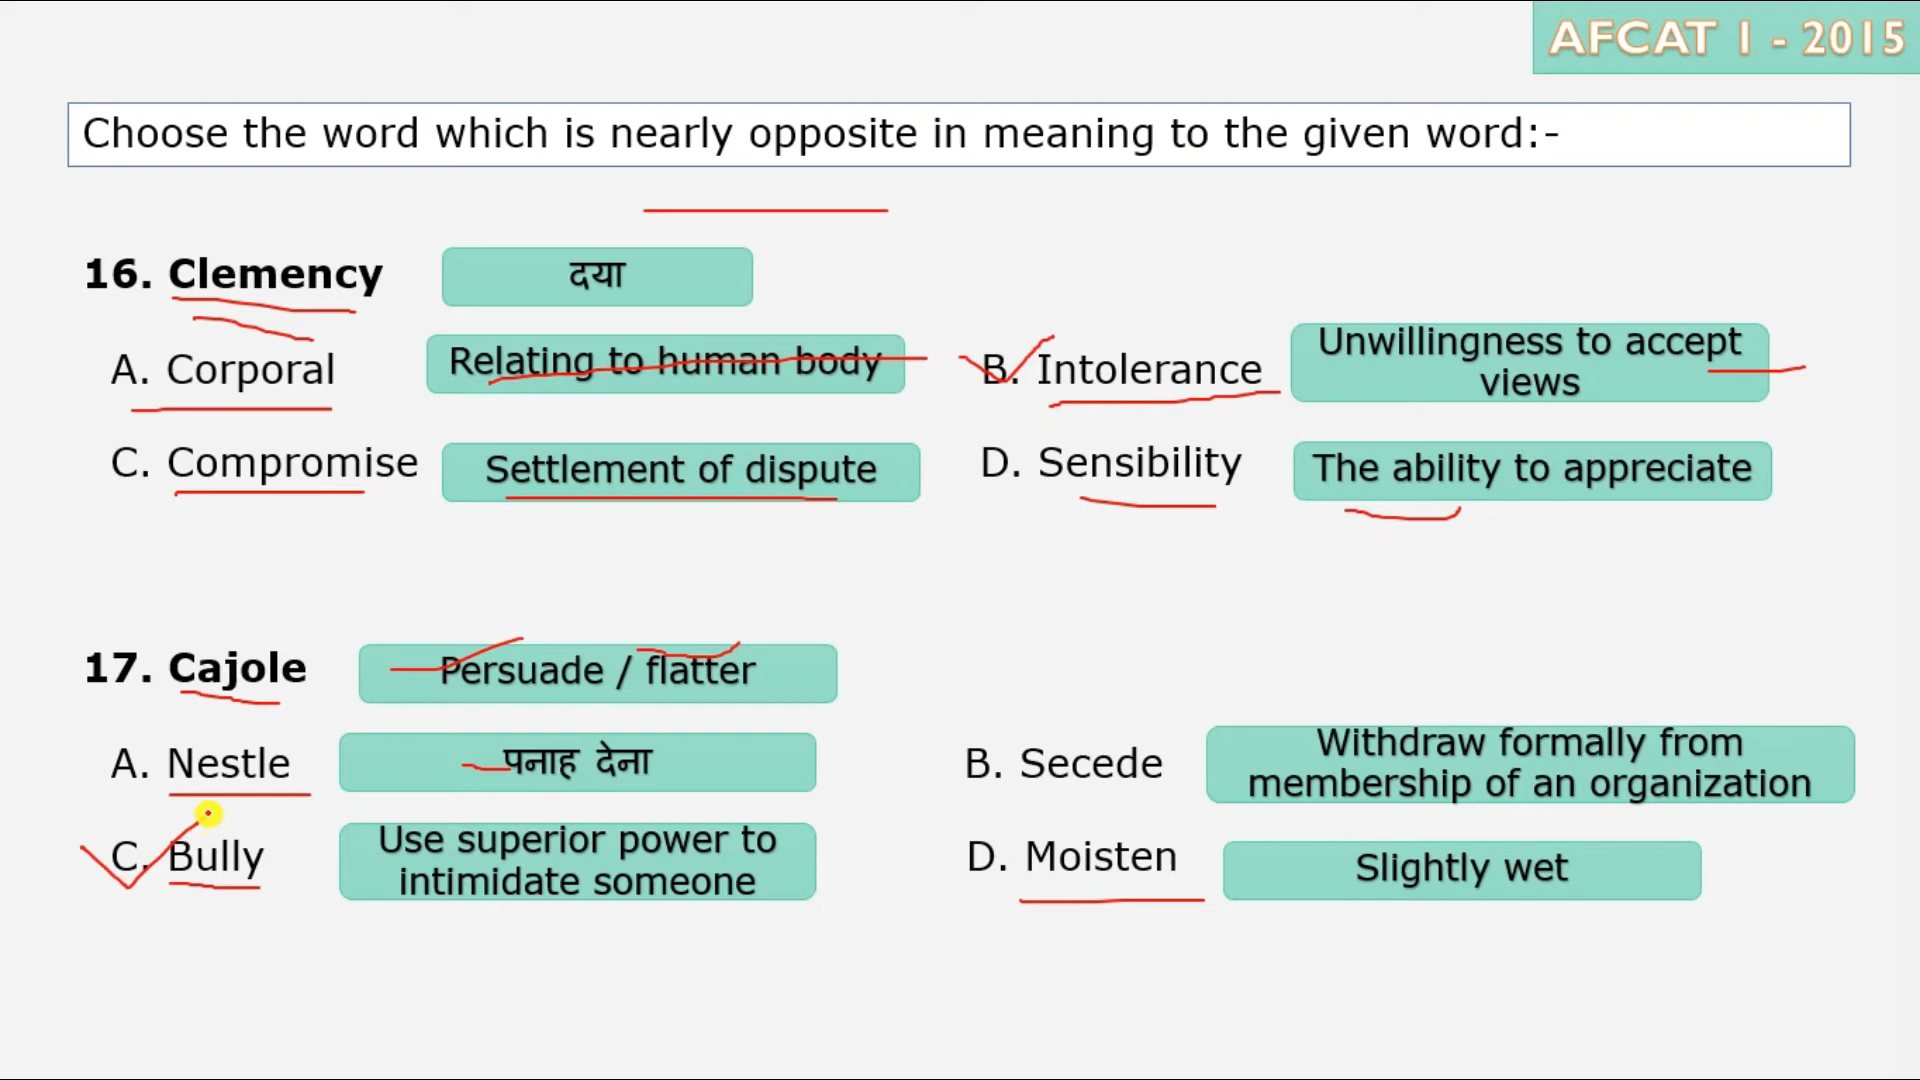 AFCAT 1 - 2015
Choose the word which is nearly opposite in meaning to the given word:-
16. Clemency
दया
A. Corporal
Relating to human body
B. Intolerance
Unwillingness to accept
views
C. Compromise
Settlement of dispute
D. Sensibility
The ability to appreciate
17. Cajole
Persuade / flatter
A. Nestle
पनाह देना
B. Secede
Withdraw formally from
membership of an organization
C. Bully
Use superior power to
intimidate someone
D. Moisten
Slightly wet